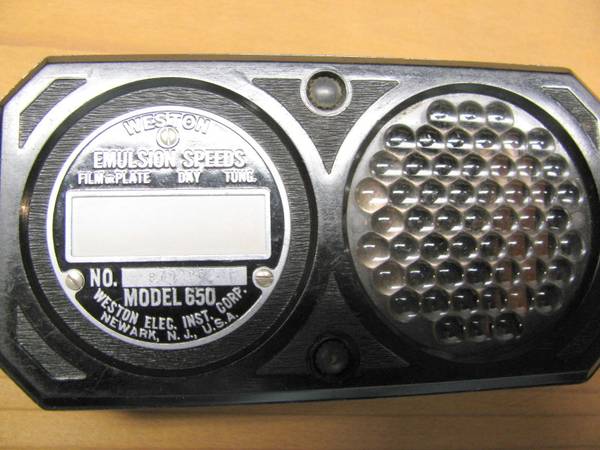 WESTON
EMULSION SPEEDS
FILM OR PLATE DAY TUNG.
NO.
MODEL 650
WESTON ELEC. INST. CORP.
NEWARK, N. J., U.S.A.